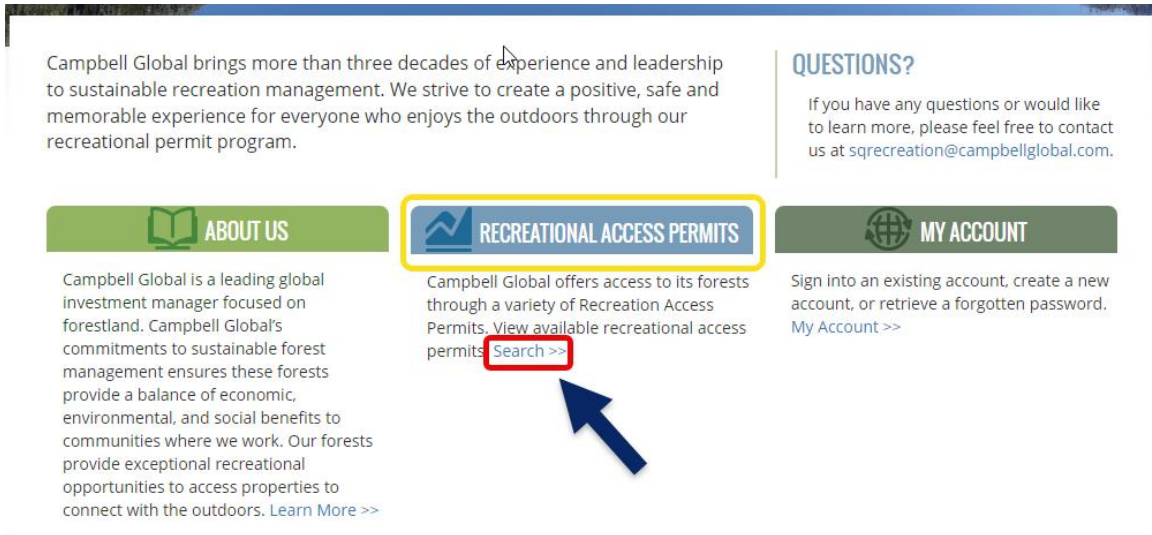 Campbell Global brings more than three decades of experience and leadership
to sustainable recreation management. We strive to create a positive, safe and
memorable experience for everyone who enjoys the outdoors through our
recreational permit program.
QUESTIONS?
If you have any questions or would like
to learn more, please feel free to contact
us at sqrecreation@campbellglobal.com.
ABOUT US
Campbell Global is a leading global
investment manager focused on
forestland. Campbell Global's
commitments to sustainable forest
management ensures these forests
provide a balance of economic,
environmental, and social benefits to
communities where we work. Our forests
provide exceptional recreational
opportunities to access properties to
connect with the outdoors. Learn More >>
RECREATIONAL ACCESS PERMITS
Campbell Global offers access to its forests
through a variety of Recreation Access
Permits. View available recreational access
permits. Search >>
MY ACCOUNT
Sign into an existing account, create a new
account, or retrieve a forgotten password.
My Account >>